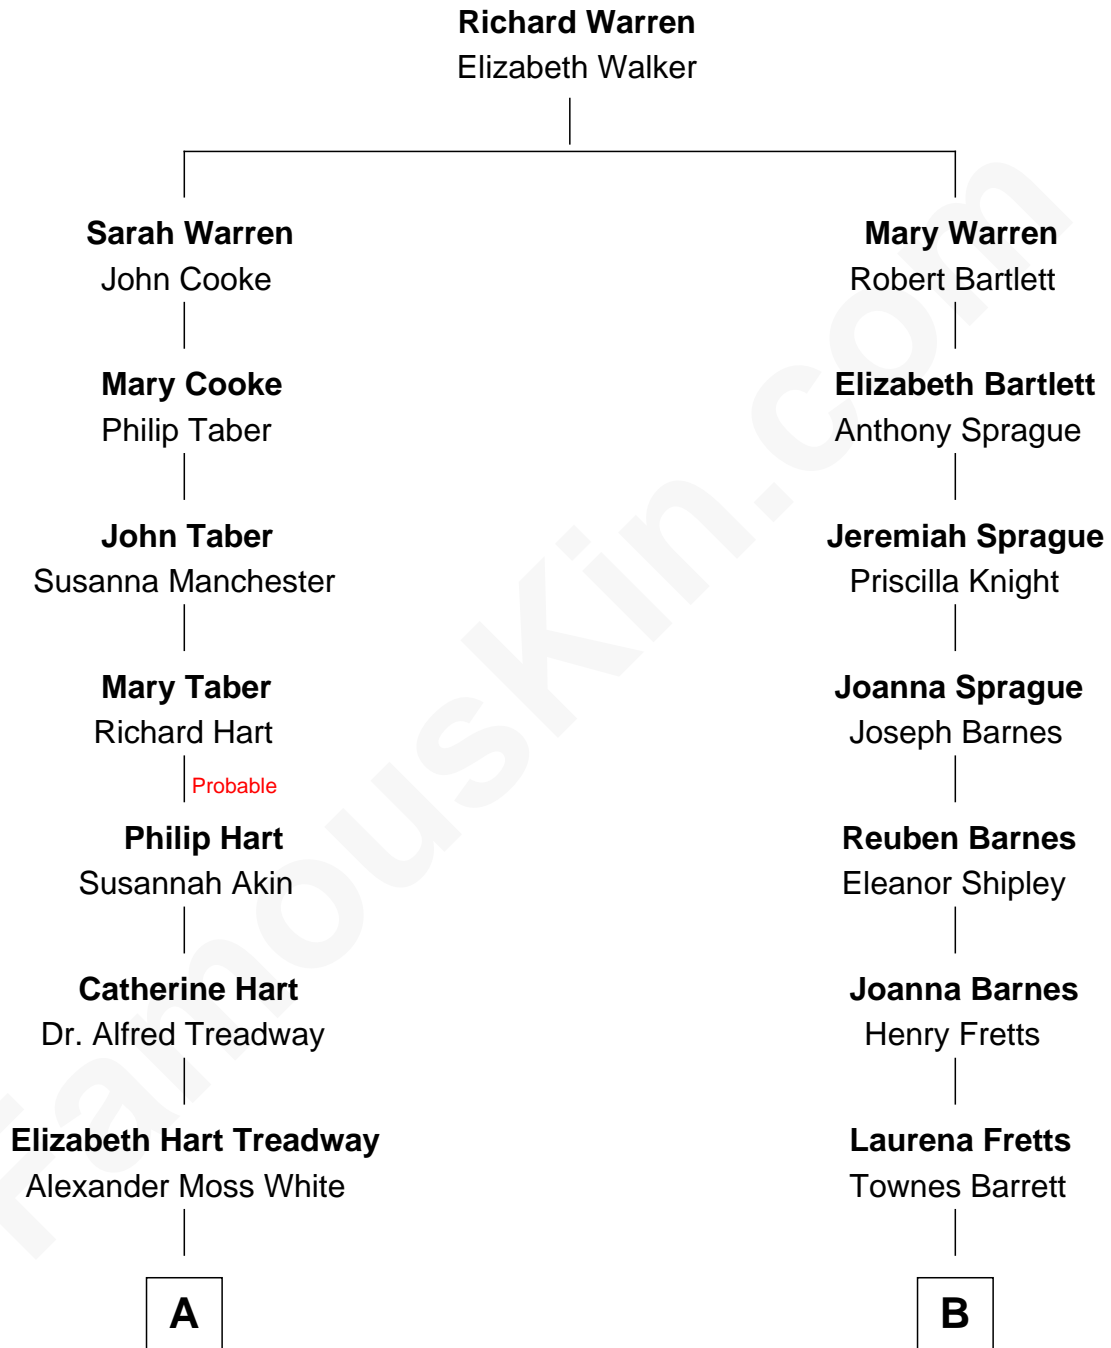 Richard Warren
Elizabeth Walker
Sarah Warren
John Cooke
Mary Warren
Robert Bartlett
Mary Cooke
Philip Taber
Elizabeth Bartlett
Anthony Sprague
John Taber
Susanna Manchester
Jeremiah Sprague
Priscilla Knight
Mary Taber
Richard Hart
Joanna Sprague
Joseph Barnes
Probable
Philip Hart
Susannah Akin
Reuben Barnes
Eleanor Shipley
Catherine Hart
Dr. Alfred Treadway
Joanna Barnes
Henry Fretts
Elizabeth Hart Treadway
Alexander Moss White
Laurena Fretts
Townes Barrett
A
B
FamousKin.com